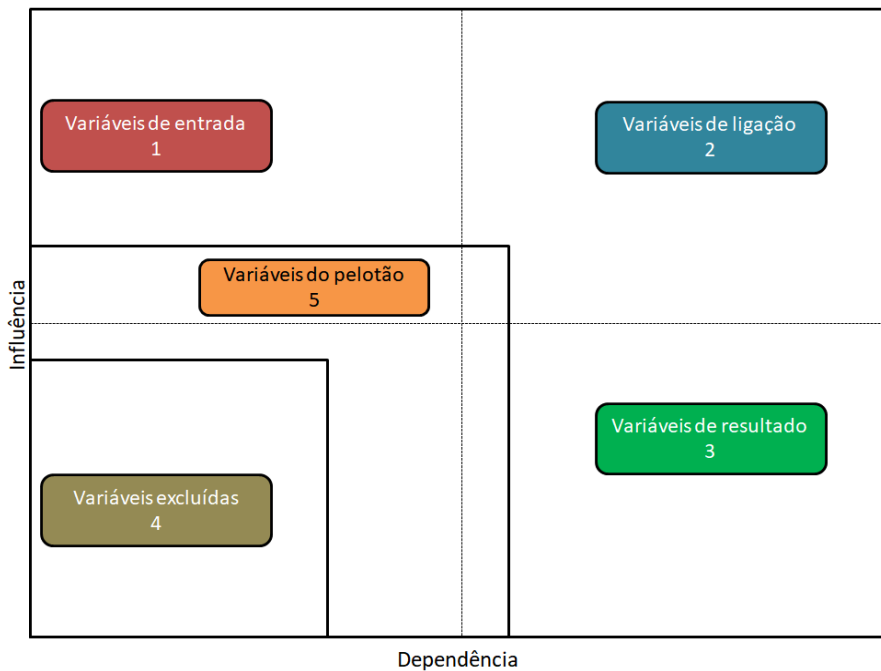 Variáveis de entrada
1
Variáveis de ligação
2
Variáveis do pelotão
5
Influência
Variáveis de resultado
3
Variáveis excluídas
4
Dependência